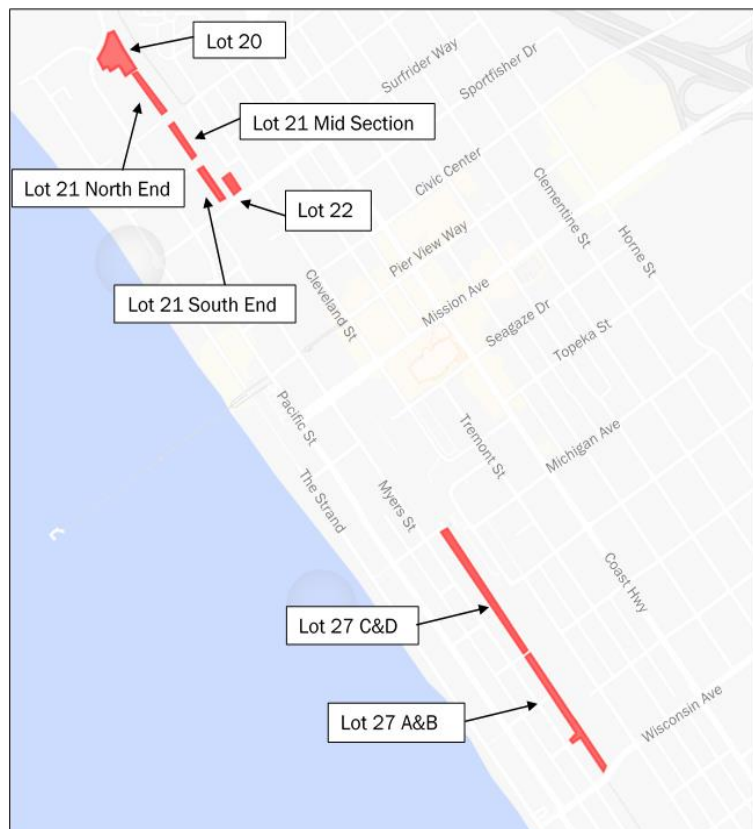 Lot 20
Surfrider Way
Sportfisher Dr
Lot 21 Mid Section
Lot 21 North End
Civic Center
Clementine St
Lot 22
Horne St
Pier View Way
Lot 21 South End
Cleveland St
Mission Ave
Seagaze Dr
Topeka St
Pacific St
Tremont St
Michigan Ave
The Strand
Myers St
Coast Hwy
Lot 27 C&D
Lot 27 A&B
Wisconsin Ave